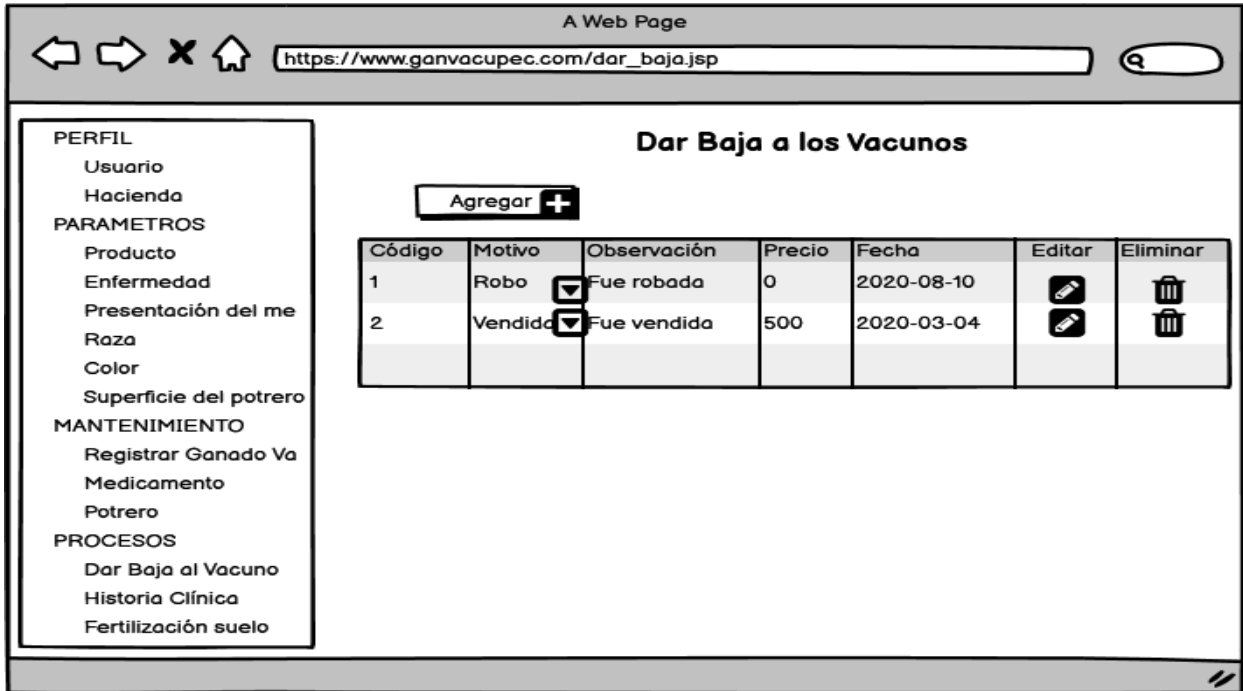 A Web Page
https://www.ganvacupec.com/dar_baja.jsp
PERFIL
Usuario
Hacienda
PARAMETROS
Producto
Enfermedad
Presentación del me
Raza
Color
Superficie del potrero
MANTENIMIENTO
Registrar Ganado Va
Medicamento
Potrero
PROCESOS
Dar Baja al Vacuno
Historia Clínica
Fertilización suelo
Dar Baja a los Vacunos
Agregar
Código Motivo Observación Precio Fecha Editar Eliminar
1 Robo Fue robada 0 2020-08-10
2 Vendida Fue vendida 500 2020-03-04